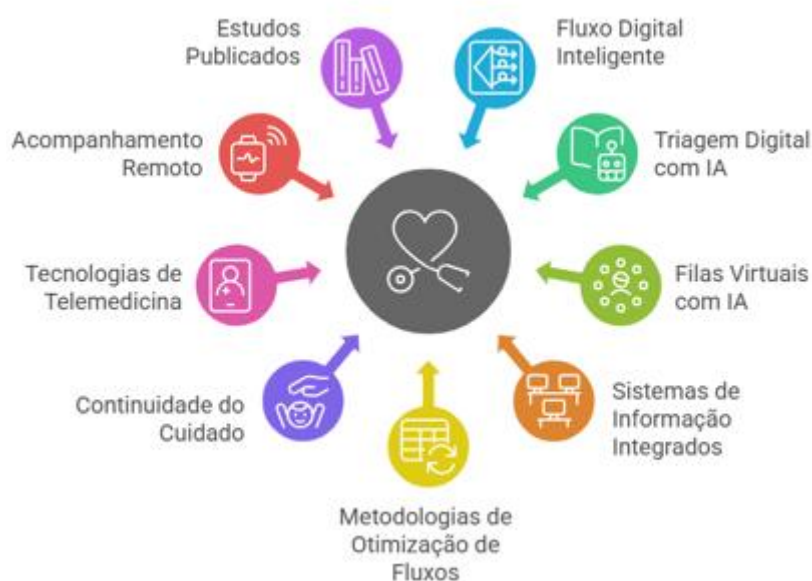 Estudos
Publicados
Fluxo Digital
Inteligente
Acompanhamento
Remoto
Triagem Digital
com IA
Tecnologias de
Telemedicina
Filas Virtuais
com IA
Continuidade do
Cuidado
Sistemas de
Informação
Integrados
Metodologias de
Otimização de
Fluxos